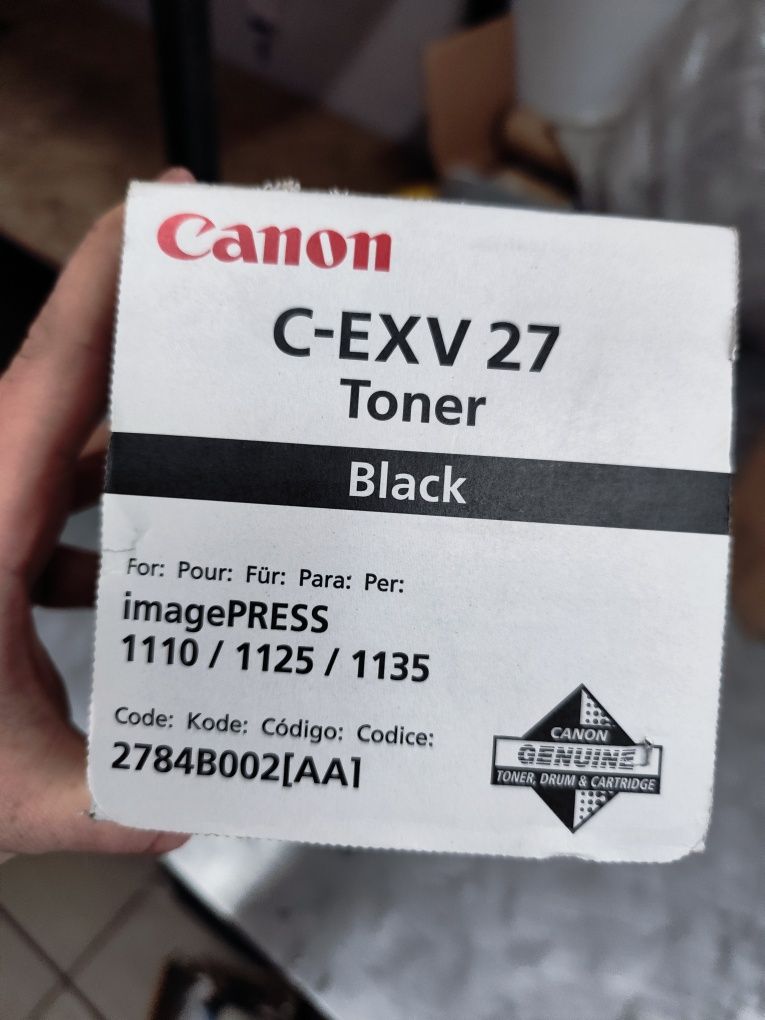 Canon
C-EXV 27
Toner
Black
For: Pour: Für: Para: Per:
imagePRESS
1110 / 1125 / 1135
Code: Kode: Código: Codice:
2784B002[AA]
CANON
GENUINE
TONER, DRUM & CARTRIDGE